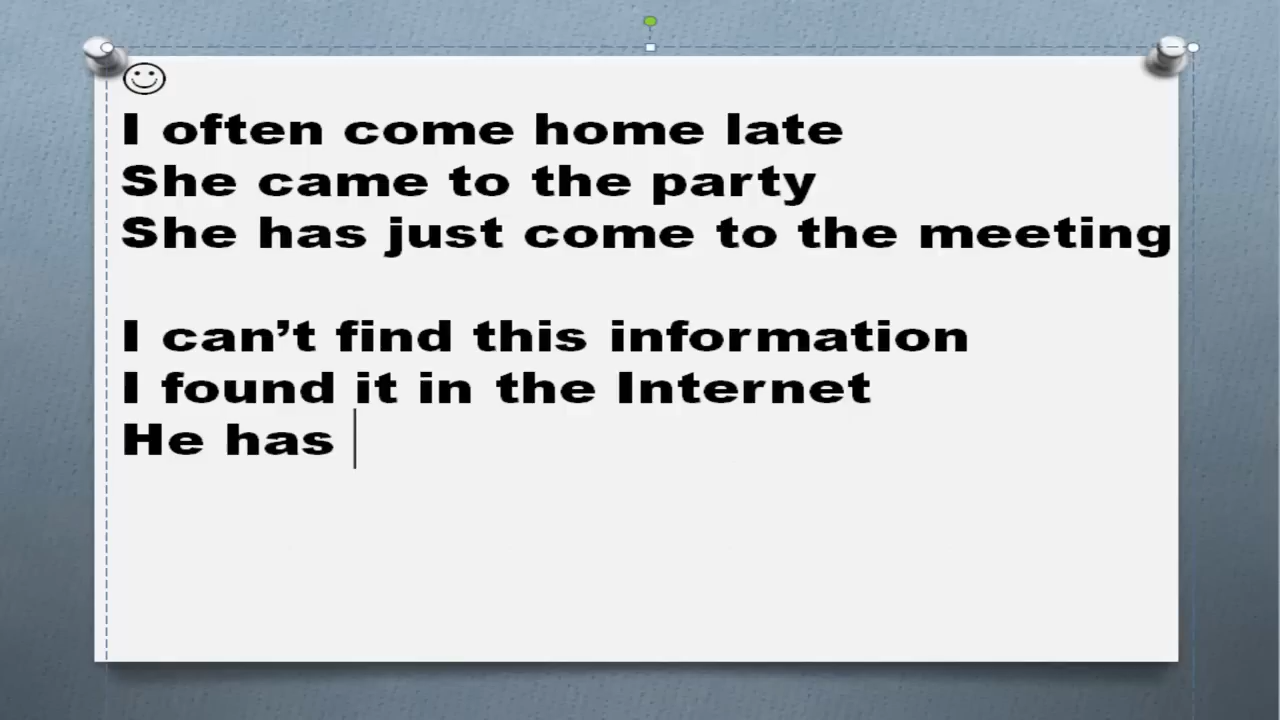 I often come home late
She came to the party
She has just come to the meeting
I can’t find this information
I found it in the Internet
He has